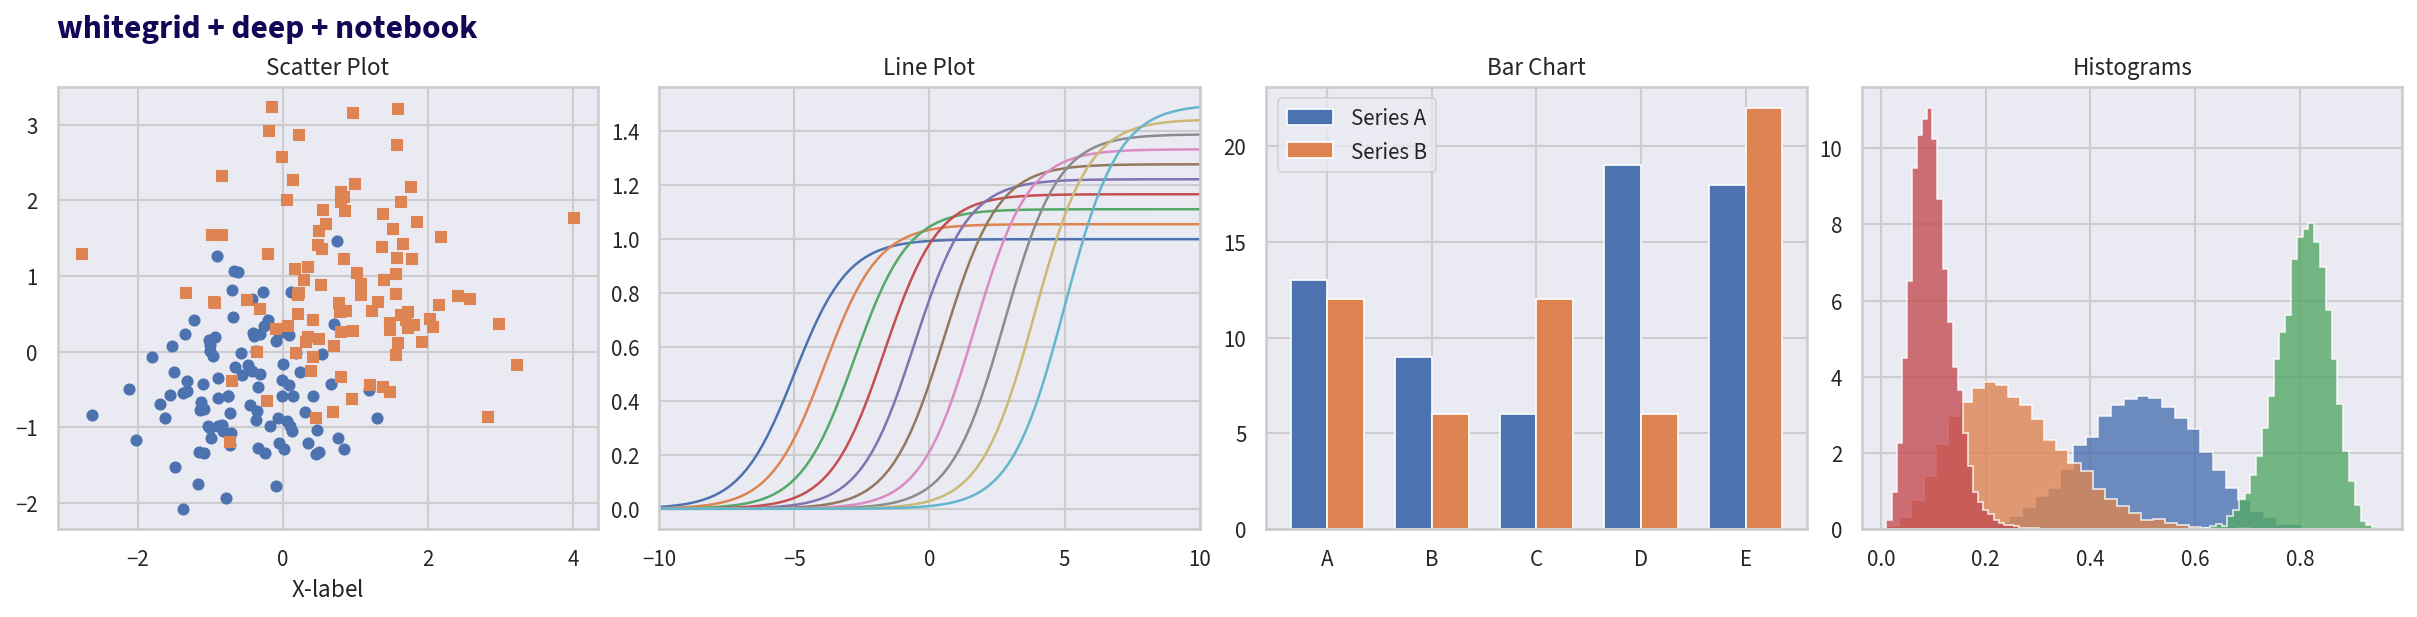 whitegrid + deep + notebook
Scatter Plot
3
2
1
0
−1
−2
−2 0 2 4
X-label
Line Plot
1.4
1.2
1.0
0.8
0.6
0.4
0.2
0.0
−10 −5 0 5 10
Bar Chart
Series A
Series B
20
15
10
5
0
A B C D E
Histograms
10
8
6
4
2
0
0.0 0.2 0.4 0.6 0.8